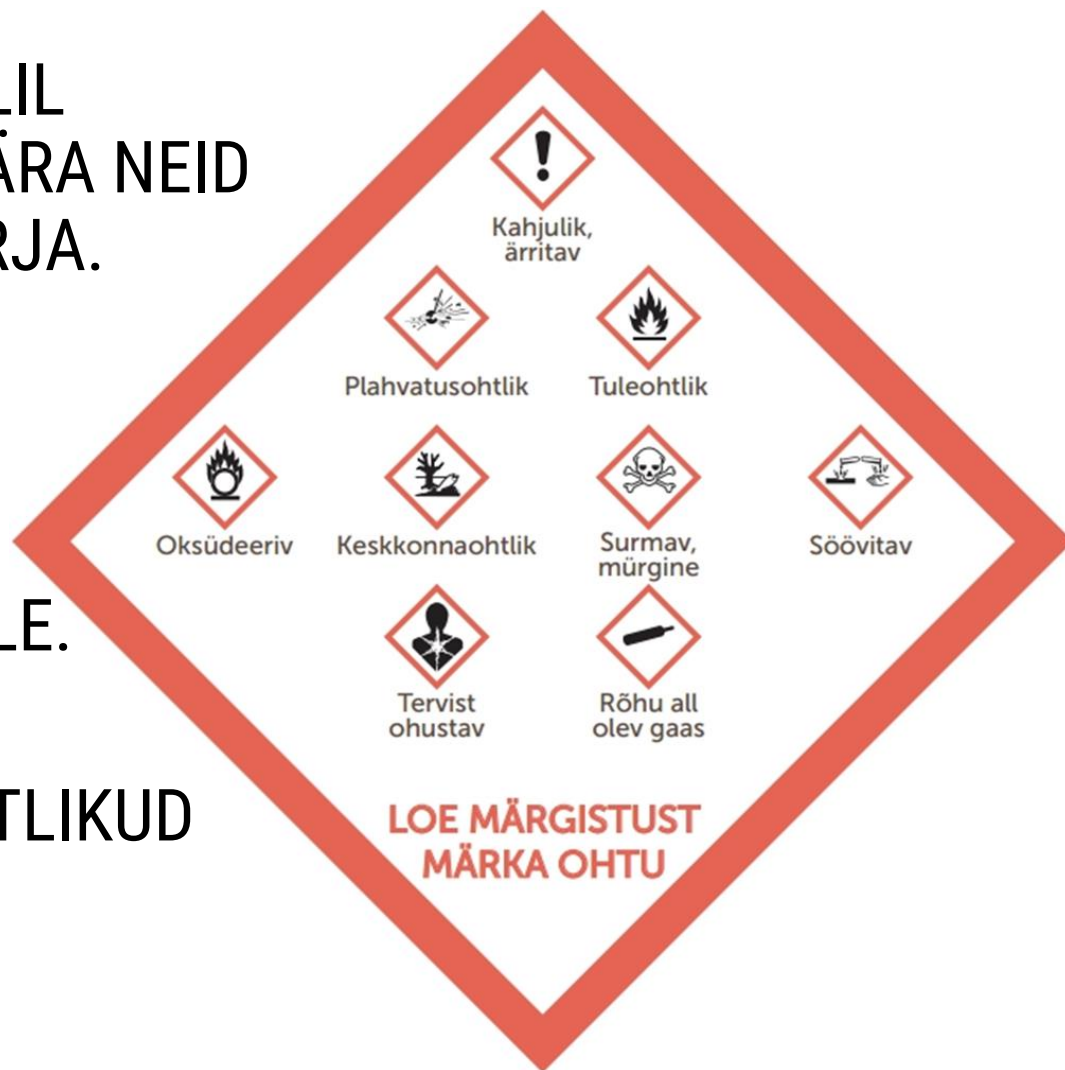 LIL
ÄRA NEID
RJA.
Kahjulik,
ärritav
Plahvatusohtlik
Tuleohtlik
Oksüdeeriv
Keskkonnaohtlik
Surmav,
mürgine
Söövitav
LE.
Tervist
ohustav
Rõhu all
olev gaas
TLIKUD
LOE MÄRGISTUST
MÄRKA OHTU